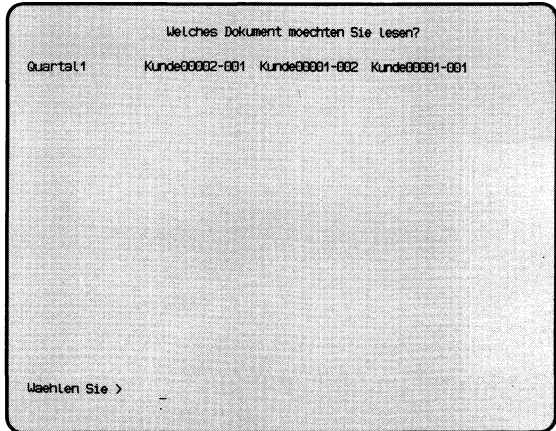 Welches Dokument moechten Sie lesen?
Quartal1 Kunde00002-001 Kunde00001-002 Kunde00001-001
Waehlen Sie > _